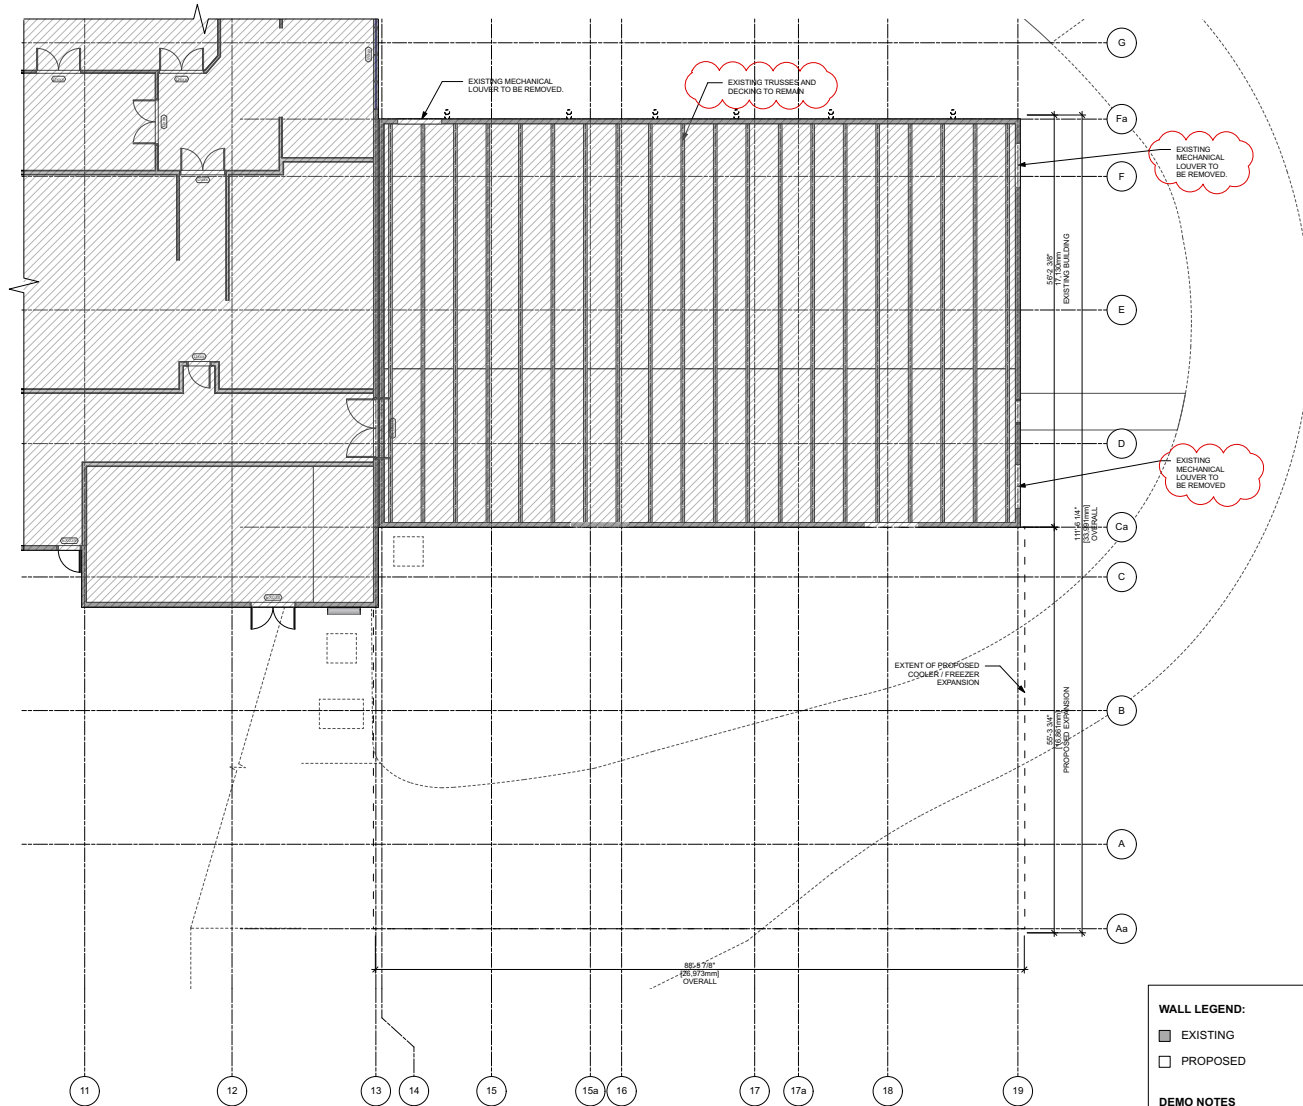 G
EXISTING MECHANICAL
LOUVER TO BE REMOVED.
EXISTING TRUSSES AND
DECKING TO REMAIN
Fa
EXISTING
MECHANICAL
LOUVER TO
BE REMOVED.
F
56'-2 3/8"
17,130mm
EXISTING BUILDING
E
D
EXISTING
MECHANICAL
LOUVER TO
BE REMOVED
111'-6 1/4"
[33,991mm]
OVERALL
Ca
C
EXTENT OF PROPOSED
COOLER / FREEZER
EXPANSION
B
55'-3 3/4"
[16,861mm]
PROPOSED EXPANSION
A
Aa
88'-5 7/8"
[26,973mm]
OVERALL
WALL LEGEND:
EXISTING
PROPOSED
DEMO NOTES
11
12
13
14
15
15a
16
17
17a
18
19